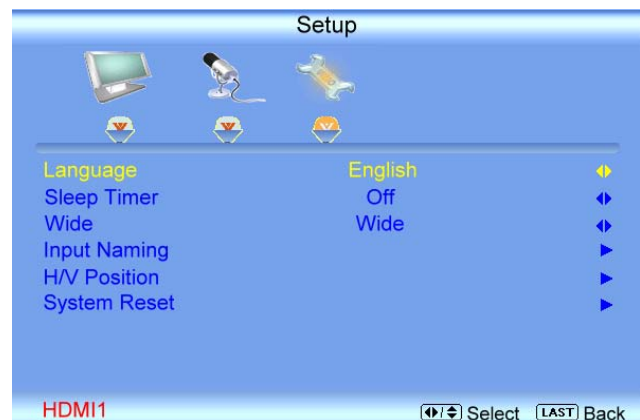 Setup
Language English
Sleep Timer Off
Wide Wide
Input Naming
H/V Position
System Reset
HDMI1 Select LAST Back